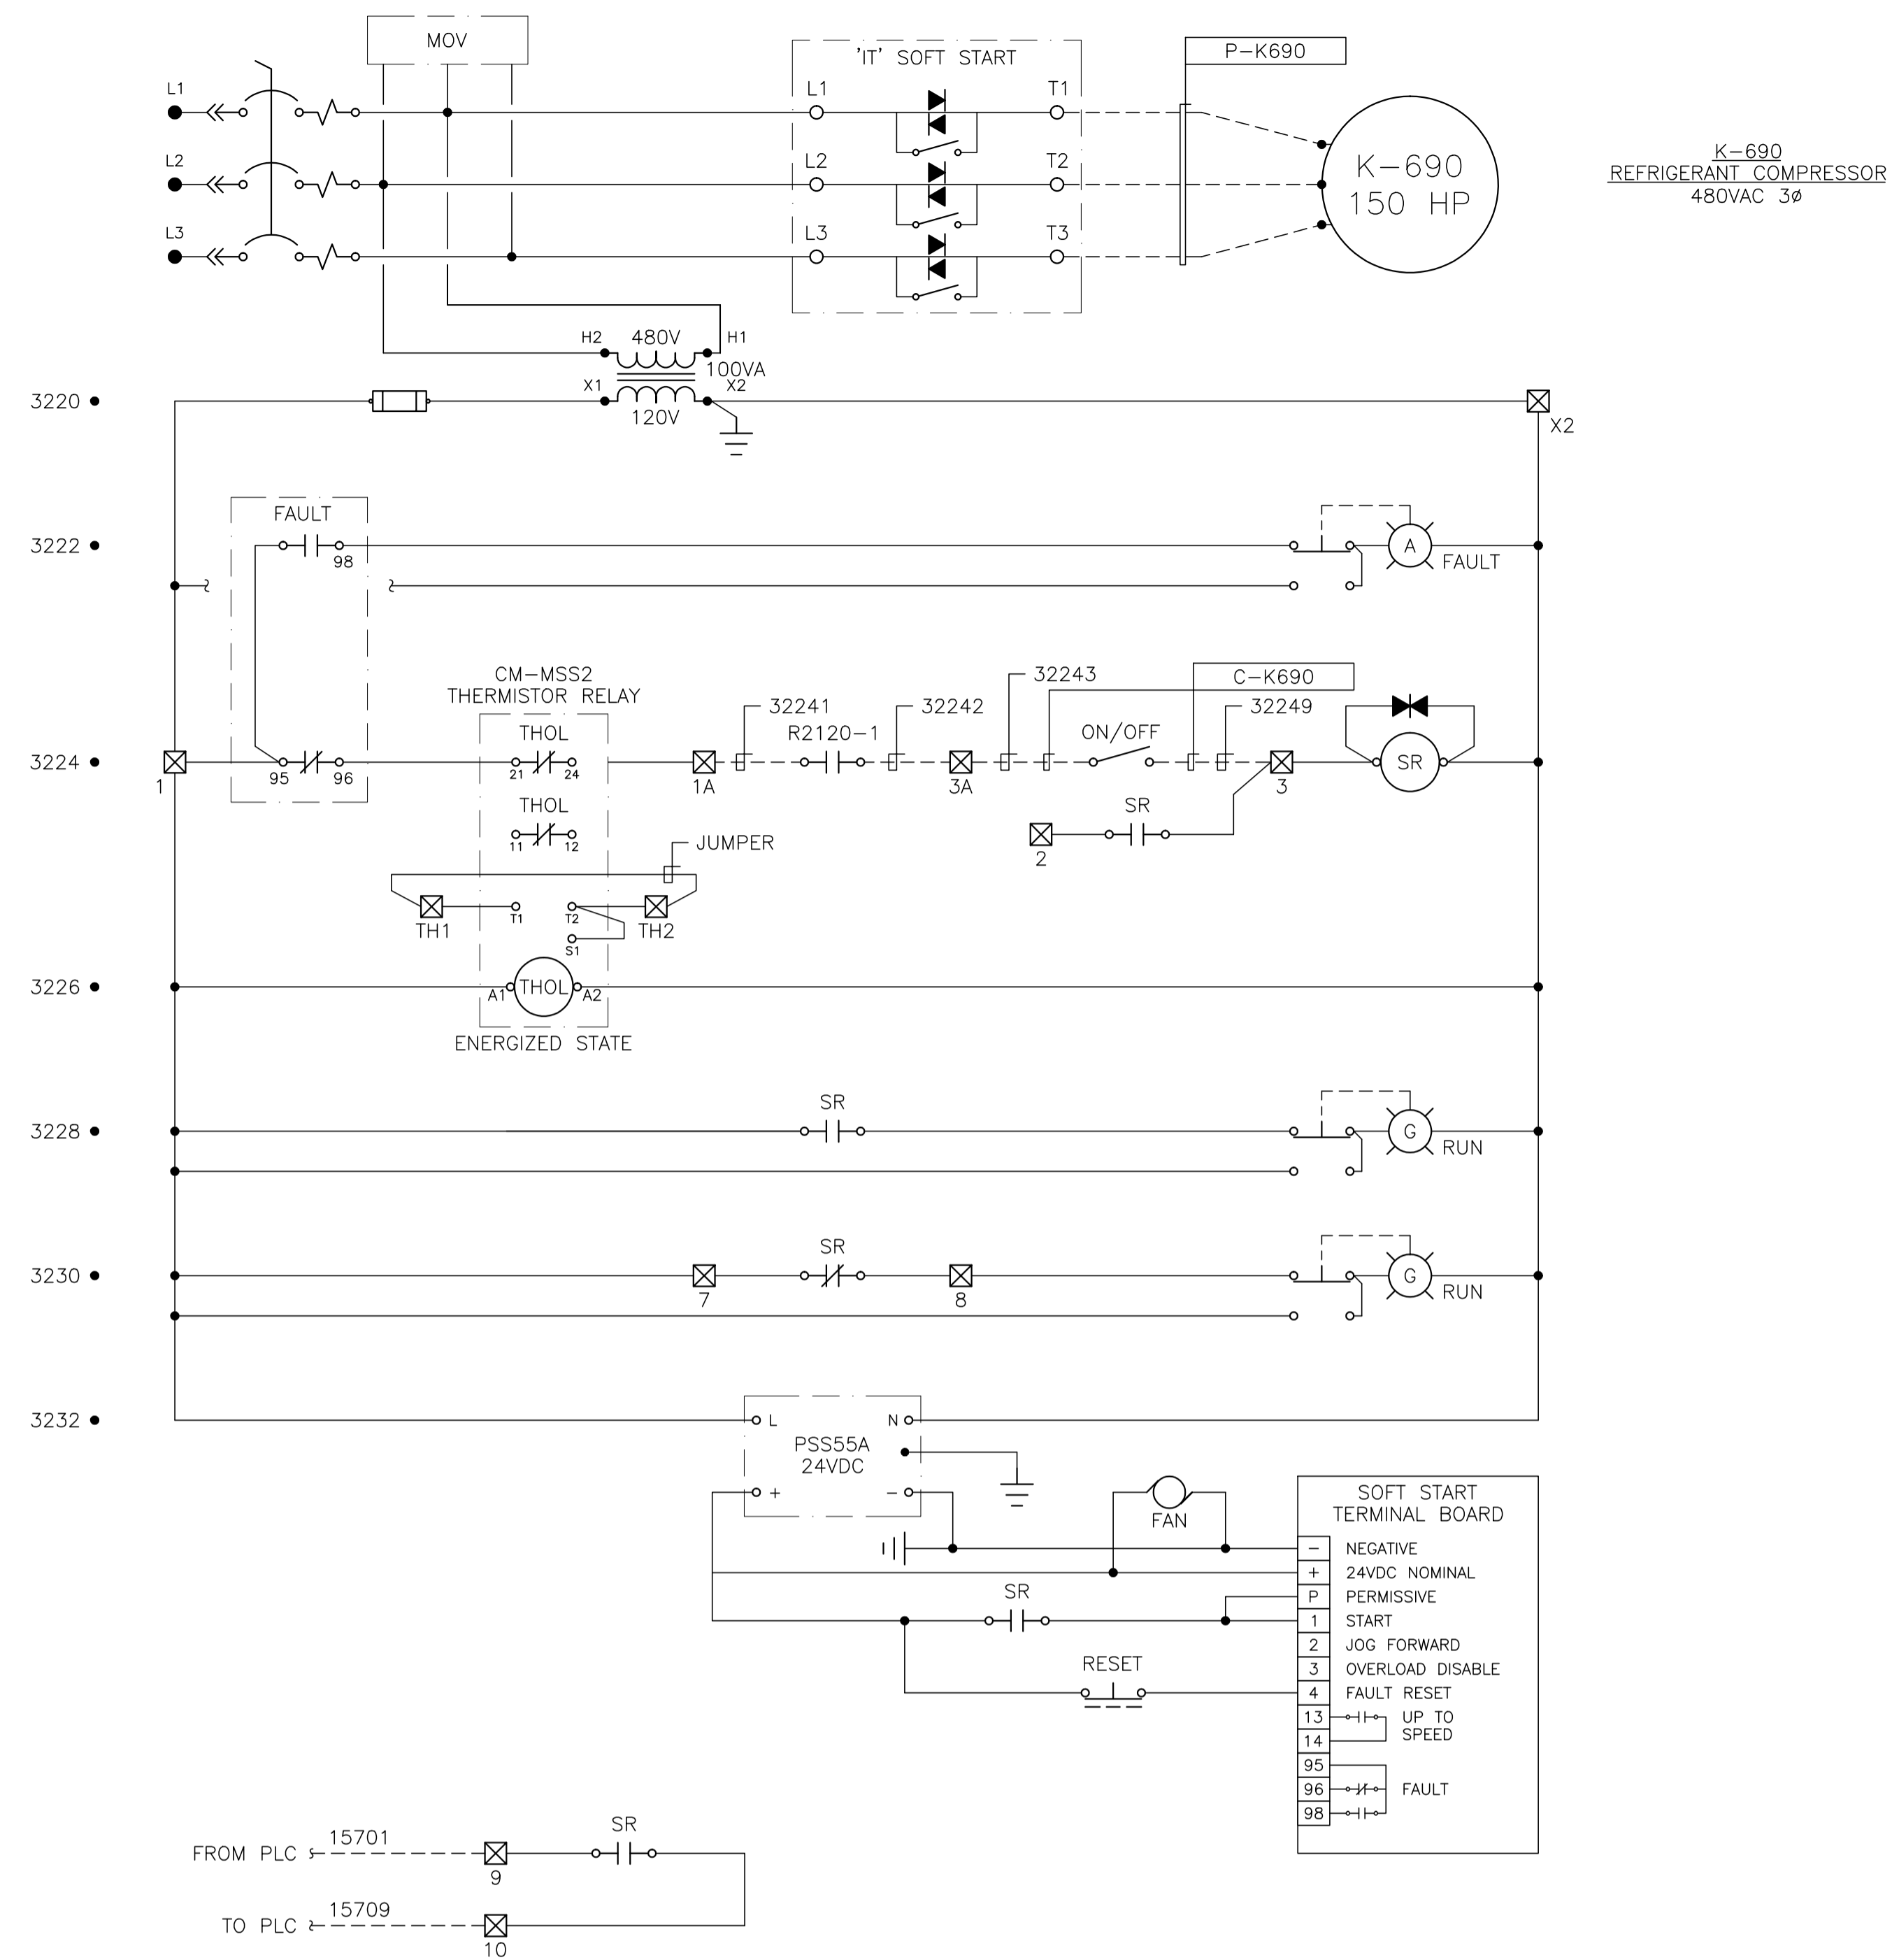 MOV
'IT' SOFT START
P-K690
L1
L1
T1
K-690
150 HP
K-690
REFRIGERANT COMPRESSOR
480VAC 3ø
L2
L2
T2
L3
L3
T3
H2
480V
H1
100VA
X1
X2
120V
3220
X2
FAULT
3222
98
A
FAULT
CM-MSS2
THERMISTOR RELAY
32243
C-K690
32241
32242
32249
THOL
R2120-1
ON/OFF
3224
1
95
96
21
24
1A
3A
3
SR
THOL
SR
11
12
2
JUMPER
TH1
T1
T2
TH2
S1
3226
A1
THOL
A2
ENERGIZED STATE
SR
3228
G
RUN
SR
3230
7
8
G
RUN
3232
L
N
PSS55A
24VDC
+
-
FAN
SOFT START
TERMINAL BOARD
- NEGATIVE
+ 24VDC NOMINAL
P PERMISSIVE
SR
1 START
2 JOG FORWARD
3 OVERLOAD DISABLE
RESET
4 FAULT RESET
13 UP TO
14 SPEED
95
96 FAULT
98
FROM PLC
15701
9
SR
TO PLC
15709
10